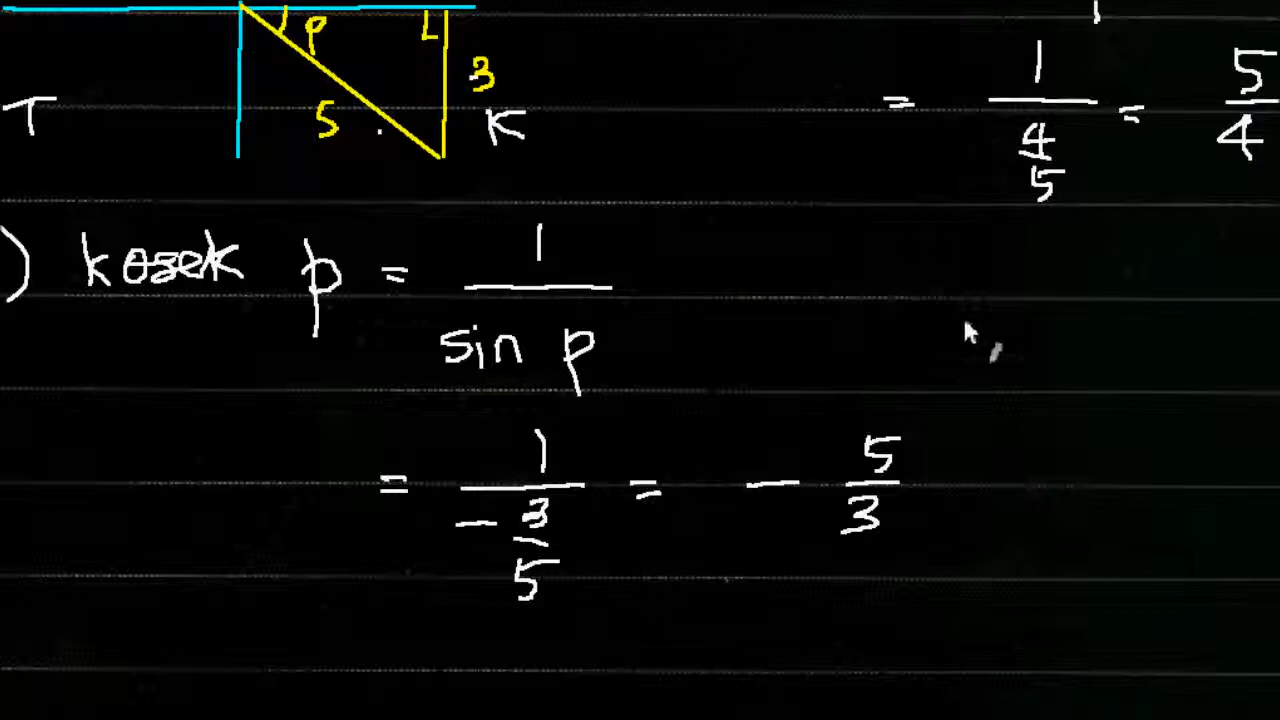 p
3
5
T
K
= 1/(4/5) = 5/4
) kosek p = 1/sin p
= 1/(-3/5) = - 5/3